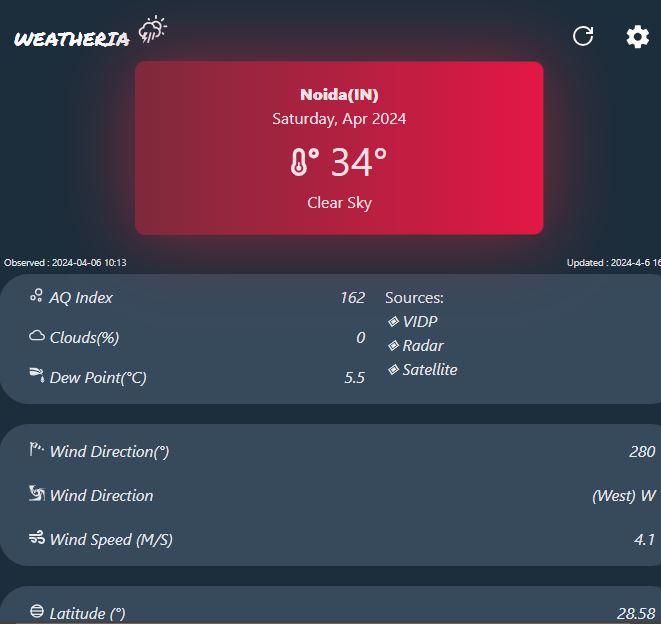 WEATHERIA
Noida(IN)
Saturday, Apr 2024
34°
Clear Sky
Observed : 2024-04-06 10:13
Updated : 2024-4-6 16
AQ Index 162
Clouds(%) 0
Dew Point(°C) 5.5
Sources:
VIDP
Radar
Satellite
Wind Direction(°) 280
Wind Direction (West) W
Wind Speed (M/S) 4.1
Latitude (°) 28.58